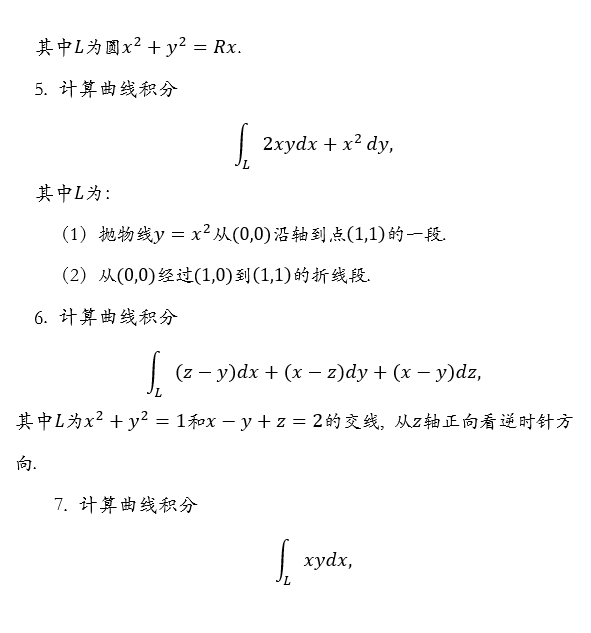 其中L为圆x² + y² = Rx.
5. 计算曲线积分
∫_L 2xydx + x² dy,
其中L为：
（1）抛物线y = x²从(0,0)沿轴到点(1,1)的一段.
（2）从(0,0)经过(1,0)到(1,1)的折线段.
6. 计算曲线积分
∫_L (z − y)dx + (x − z)dy + (x − y)dz,
其中L为x² + y² = 1和x − y + z = 2的交线, 从z轴正向看逆时针方
向.
7. 计算曲线积分
∫_L xydx,